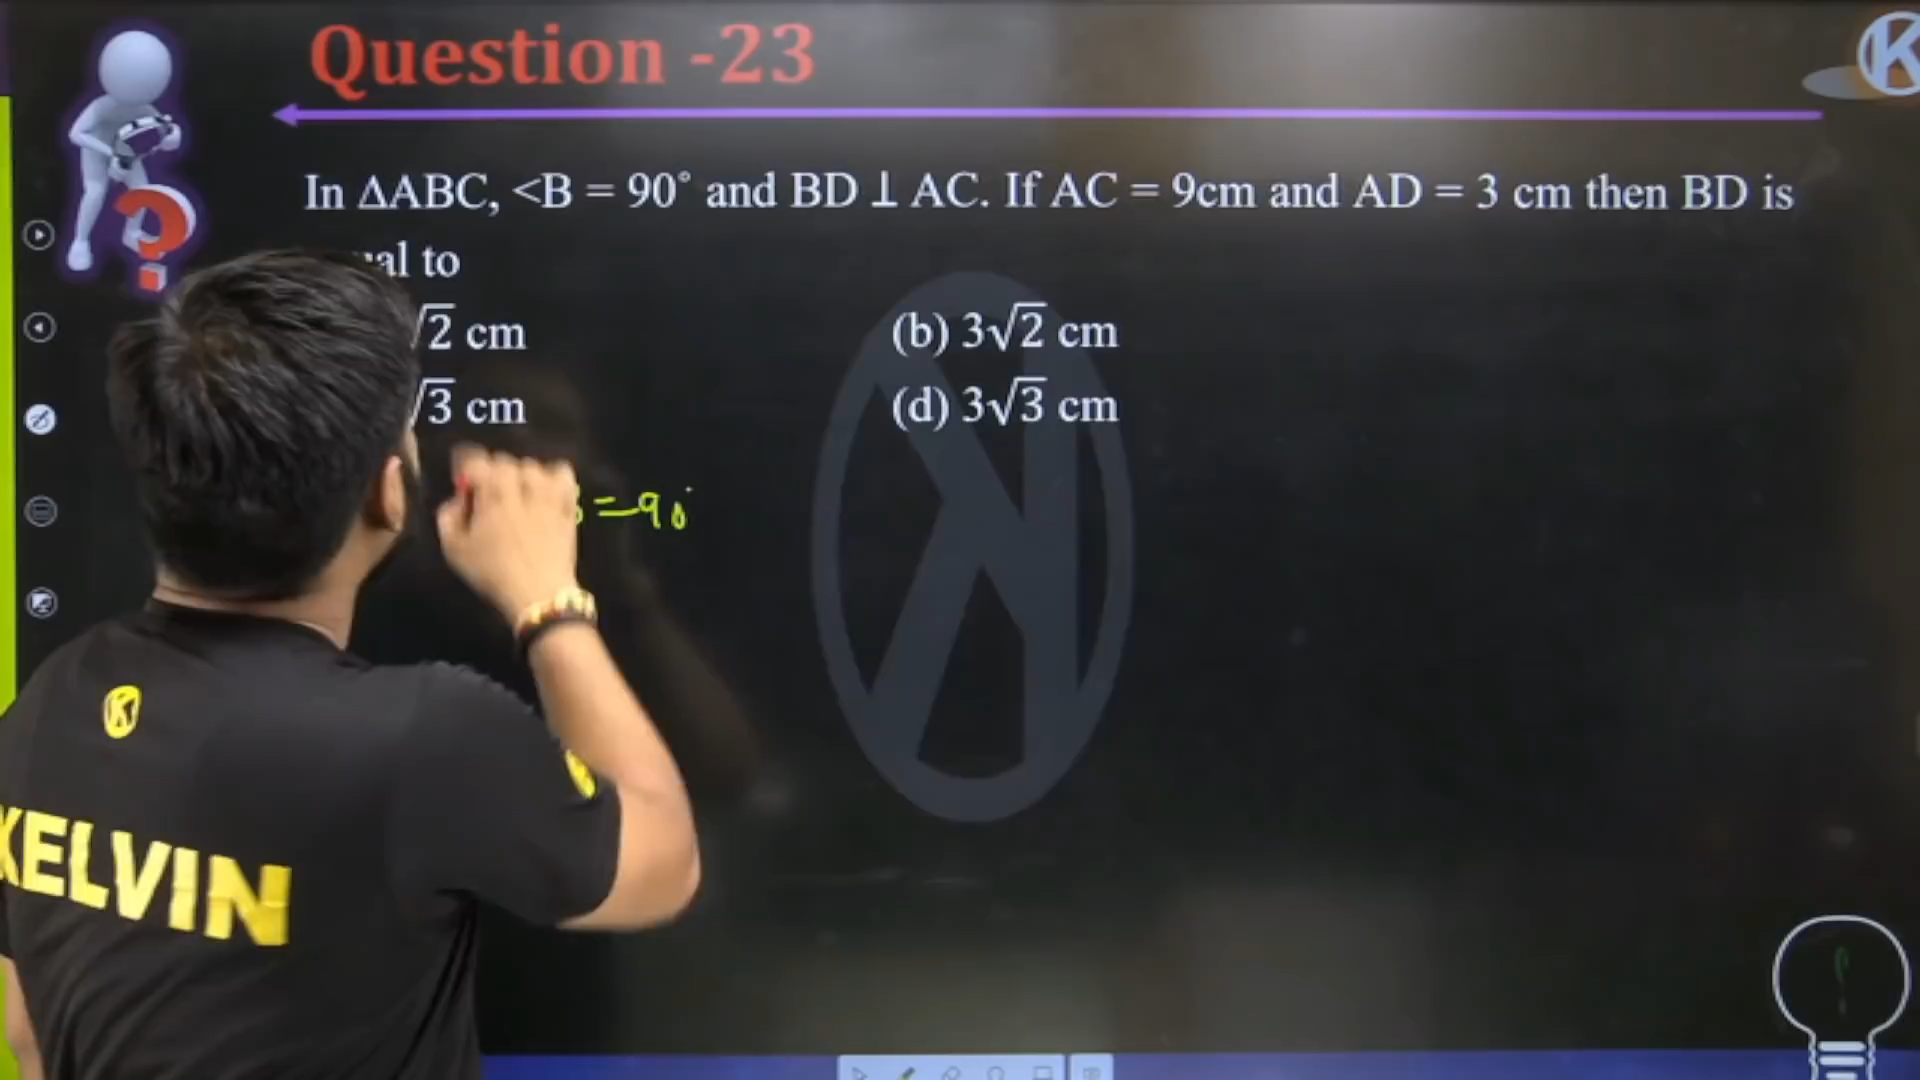 Question -23
In ΔABC, <B = 90° and BD ⊥ AC. If AC = 9cm and AD = 3 cm then BD is
to
√2 cm
(b) 3√2 cm
√3 cm
(d) 3√3 cm
=90°
KELVIN